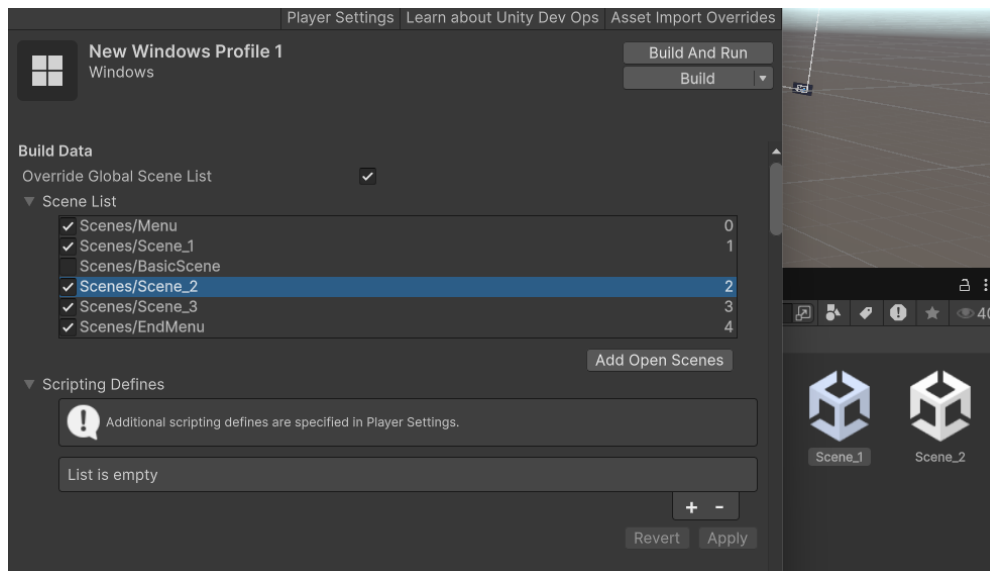 Player Settings Learn about Unity Dev Ops Asset Import Overrides
New Windows Profile 1
Windows
Build And Run
Build
Build Data
Override Global Scene List
Scene List
Scenes/Menu 0
Scenes/Scene_1 1
Scenes/BasicScene
Scenes/Scene_2 2
Scenes/Scene_3 3
Scenes/EndMenu 4
Add Open Scenes
Scripting Defines
Additional scripting defines are specified in Player Settings.
List is empty
+ -
Revert Apply
40
Scene_1 Scene_2